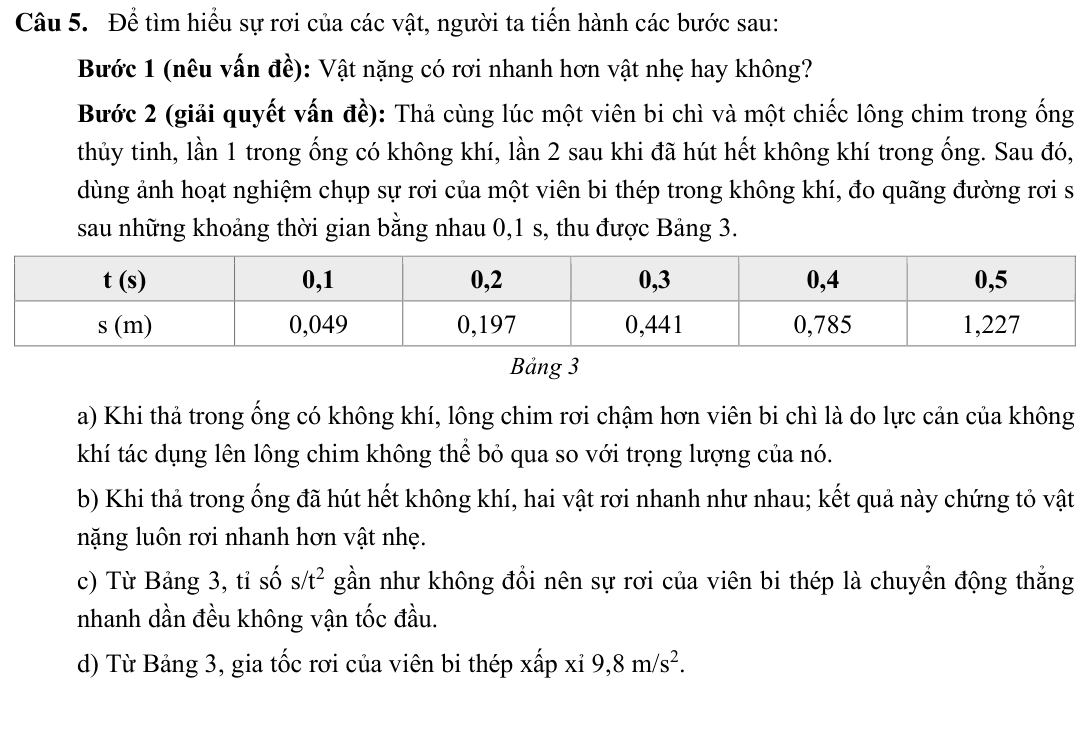 Câu 5. Để tìm hiểu sự rơi của các vật, người ta tiến hành các bước sau:
Bước 1 (nêu vấn đề): Vật nặng có rơi nhanh hơn vật nhẹ hay không?
Bước 2 (giải quyết vấn đề): Thả cùng lúc một viên bi chì và một chiếc lông chim trong ống
thủy tinh, lần 1 trong ống có không khí, lần 2 sau khi đã hút hết không khí trong ống. Sau đó,
dùng ảnh hoạt nghiệm chụp sự rơi của một viên bi thép trong không khí, đo quãng đường rơi s
sau những khoảng thời gian bằng nhau 0,1 s, thu được Bảng 3.
t (s) 0,1 0,2 0,3 0,4 0,5
s (m) 0,049 0,197 0,441 0,785 1,227
Bảng 3
a) Khi thả trong ống có không khí, lông chim rơi chậm hơn viên bi chì là do lực cản của không
khí tác dụng lên lông chim không thể bỏ qua so với trọng lượng của nó.
b) Khi thả trong ống đã hút hết không khí, hai vật rơi nhanh như nhau; kết quả này chứng tỏ vật
nặng luôn rơi nhanh hơn vật nhẹ.
c) Từ Bảng 3, tỉ số s/t² gần như không đổi nên sự rơi của viên bi thép là chuyển động thẳng
nhanh dần đều không vận tốc đầu.
d) Từ Bảng 3, gia tốc rơi của viên bi thép xấp xỉ 9,8 m/s².